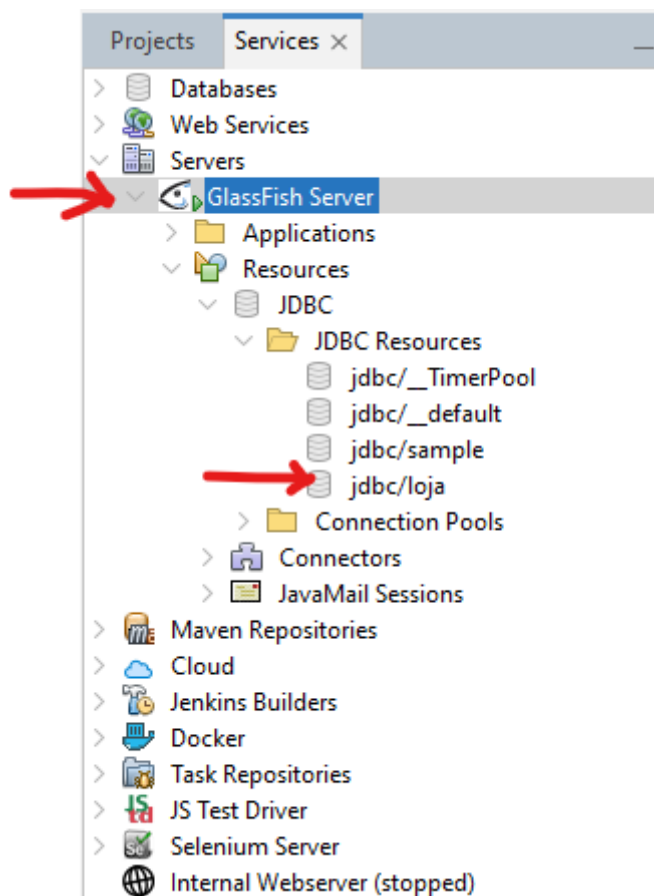 Projects Services ×
Databases
Web Services
Servers
GlassFish Server
Applications
Resources
JDBC
JDBC Resources
jdbc/__TimerPool
jdbc/__default
jdbc/sample
jdbc/loja
Connection Pools
Connectors
JavaMail Sessions
Maven Repositories
Cloud
Jenkins Builders
Docker
Task Repositories
JS Test Driver
Selenium Server
Internal Webserver (stopped)